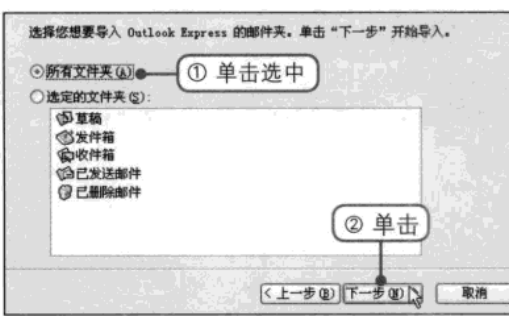 选择您想要导入 Outlook Express 的邮件夹。单击“下一步”开始导入。
所有文件夹(A)
① 单击选中
选定的文件夹(S):
草稿
发件箱
收件箱
已发送邮件
已删除邮件
② 单击
<上一步(B) 下一步(N) > 取消